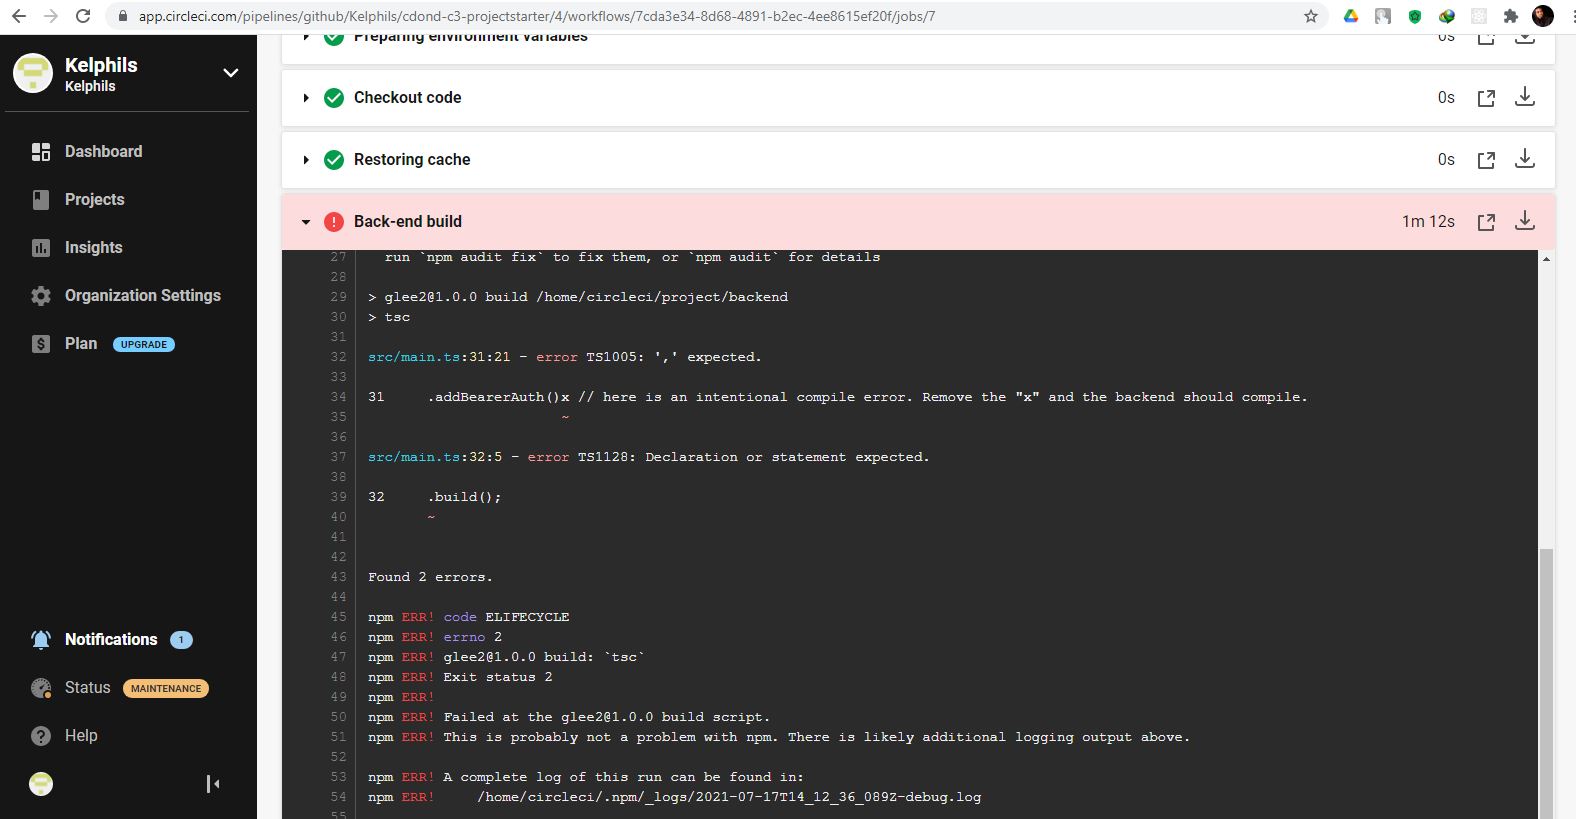 app.circleci.com/pipelines/github/Kelphils/cdond-c3-projectstarter/4/workflows/7cda3e34-8d68-4891-b2ec-4ee8615ef20f/jobs/7
Kelphils
Kelphils
Dashboard
Projects
Insights
Organization Settings
Plan UPGRADE
Notifications 1
Status MAINTENANCE
Help
Preparing environment variables 0s
Checkout code 0s
Restoring cache 0s
Back-end build 1m 12s
27 run `npm audit fix` to fix them, or `npm audit` for details
28
29 > glee2@1.0.0 build /home/circleci/project/backend
30 > tsc
31
32 src/main.ts:31:21 - error TS1005: ',' expected.
33
34 31 .addBearerAuth()x // here is an intentional compile error. Remove the "x" and the backend should compile.
35 ~
36
37 src/main.ts:32:5 - error TS1128: Declaration or statement expected.
38
39 32 .build();
40 ~
41
42
43 Found 2 errors.
44
45 npm ERR! code ELIFECYCLE
46 npm ERR! errno 2
47 npm ERR! glee2@1.0.0 build: `tsc`
48 npm ERR! Exit status 2
49 npm ERR!
50 npm ERR! Failed at the glee2@1.0.0 build script.
51 npm ERR! This is probably not a problem with npm. There is likely additional logging output above.
52
53 npm ERR! A complete log of this run can be found in:
54 npm ERR! /home/circleci/.npm/_logs/2021-07-17T14_12_36_089Z-debug.log
55